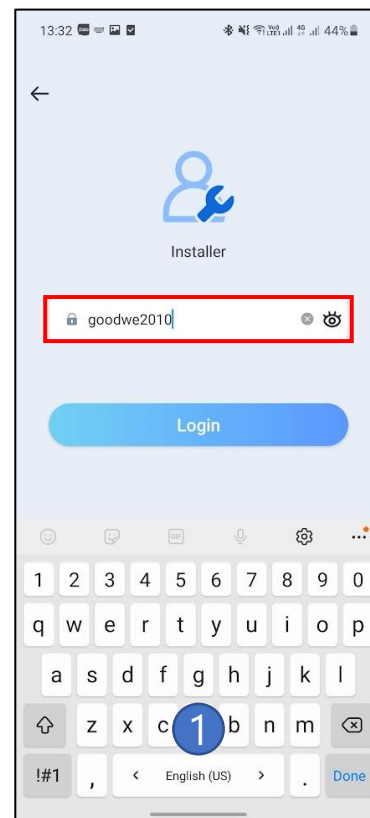 13:32 44%
Installer
goodwe2010
Login
GIF
1 2 3 4 5 6 7 8 9 0
q w e r t y u i o p
a s d f g h j k l
z x c 1 b n m
!#1 , < English (US) > . Done